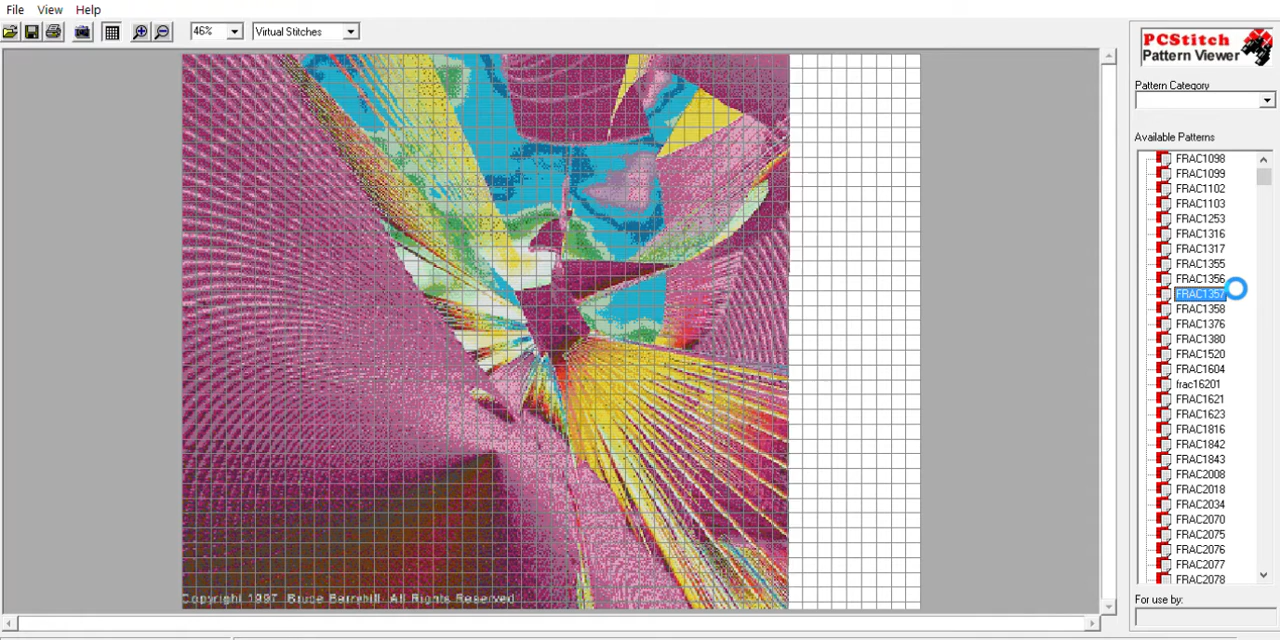 File View Help
46% Virtual Stitches
PCStitch
Pattern Viewer
Pattern Category
Available Patterns
FRAC1098
FRAC1099
FRAC1102
FRAC1103
FRAC1253
FRAC1316
FRAC1317
FRAC1355
FRAC1356
FRAC1357
FRAC1358
FRAC1376
FRAC1380
FRAC1520
FRAC1604
frac16201
FRAC1621
FRAC1623
FRAC1816
FRAC1842
FRAC1843
FRAC2008
FRAC2018
FRAC2034
FRAC2070
FRAC2075
FRAC2076
FRAC2077
FRAC2078
Copyright 1997 Bruce Berryhill All Rights Reserved
For use by: